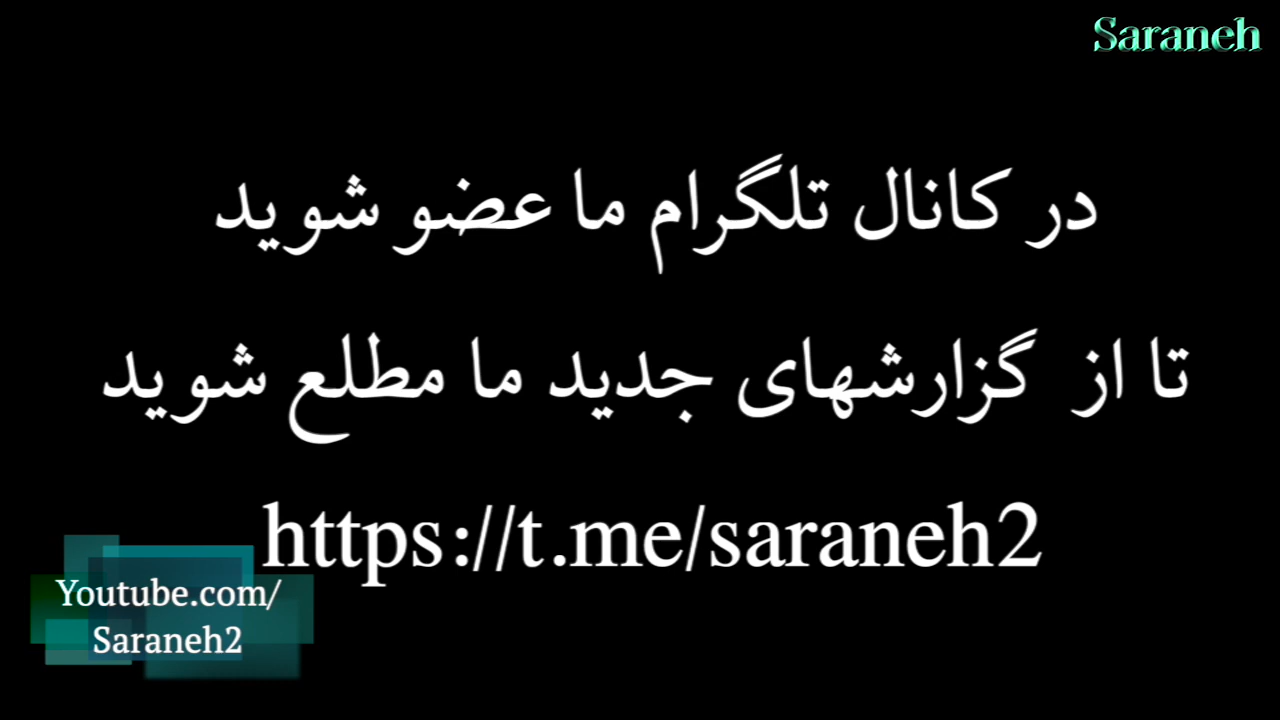 Saraneh
در کانال تلگرام ما عضو شوید
تا از گزارشهای جدید ما مطلع شوید
https://t.me/saraneh2
Youtube.com/
Saraneh2